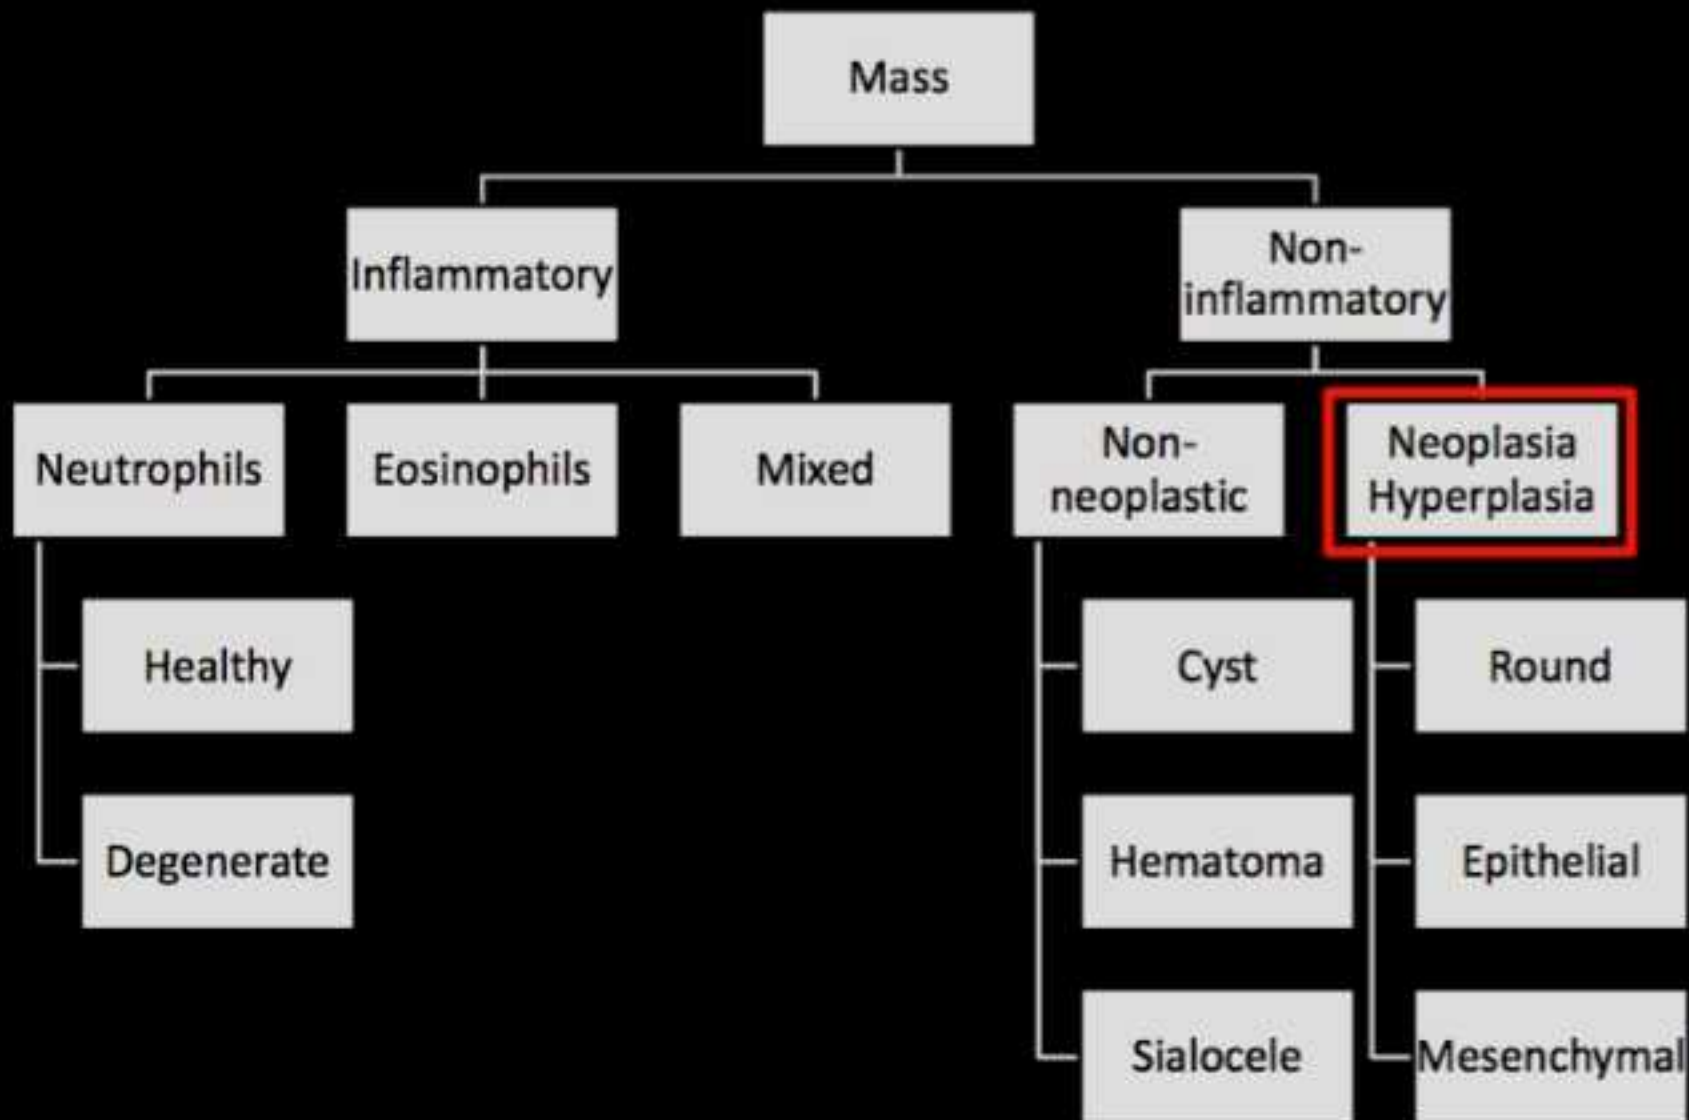 Mass
Inflammatory
Non-
inflammatory
Neutrophils
Eosinophils
Mixed
Non-
neoplastic
Neoplasia
Hyperplasia
Healthy
Cyst
Round
Degenerate
Hematoma
Epithelial
Sialocele
Mesenchymal